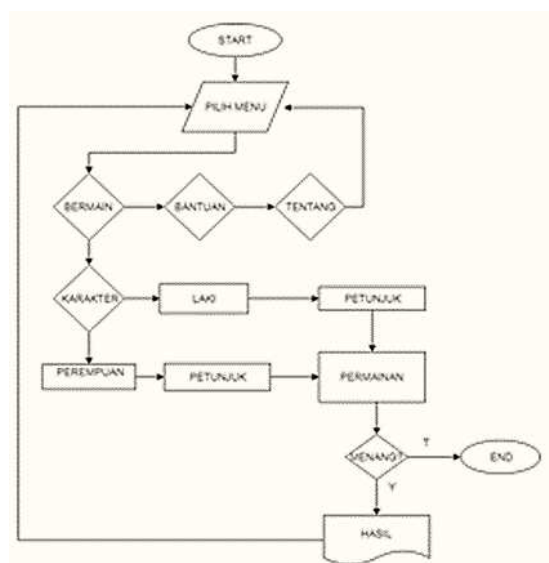 START
PILIH MENU
BERMAIN
BANTUAN
TENTANG
KARAKTER
LAKI
PETUNJUK
PEREMPUAN
PETUNJUK
PERMAINAN
MENANG?
T
END
Y
HASIL